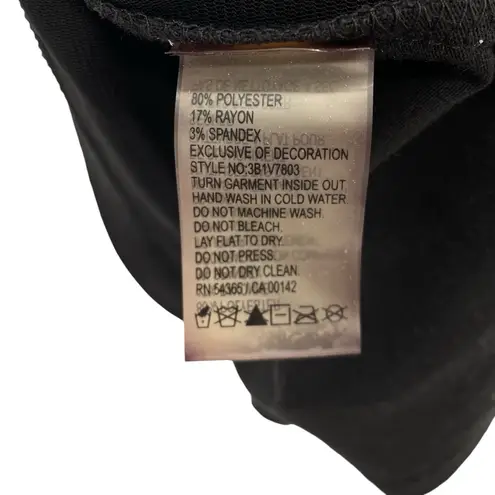 80% POLYESTER
17% RAYON
3% SPANDEX
EXCLUSIVE OF DECORATION
STYLE NO:3B1V7803
TURN GARMENT INSIDE OUT
HAND WASH IN COLD WATER
DO NOT MACHINE WASH.
DO NOT BLEACH.
LAY FLAT TO DRY.
DO NOT PRESS.
DO NOT DRY CLEAN.
RN 54365 / CA 00142